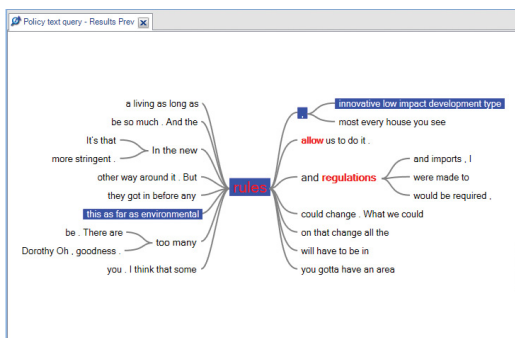 Policy text query - Results Prev
a living as long as
be so much . And the
It's that
more stringent .
In the new
other way around it . But
they got in before any
this as far as environmental
be . There are
Dorothy Oh , goodness .
too many
you . I think that some
rules
,
innovative low impact development type
most every house you see
allow us to do it .
and regulations
and imports , I
were made to
would be required ,
could change . What we could
on that change all the
will have to be in
you gotta have an area